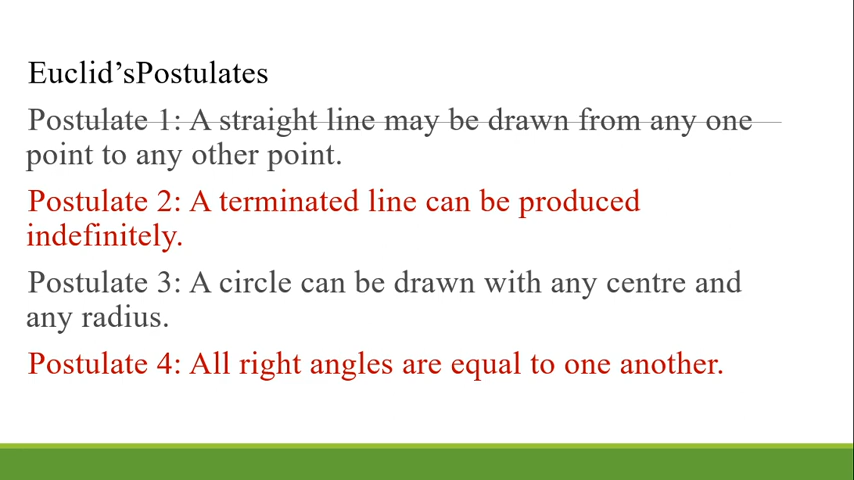 Euclid’sPostulates
Postulate 1: A straight line may be drawn from any one
point to any other point.
Postulate 2: A terminated line can be produced
indefinitely.
Postulate 3: A circle can be drawn with any centre and
any radius.
Postulate 4: All right angles are equal to one another.